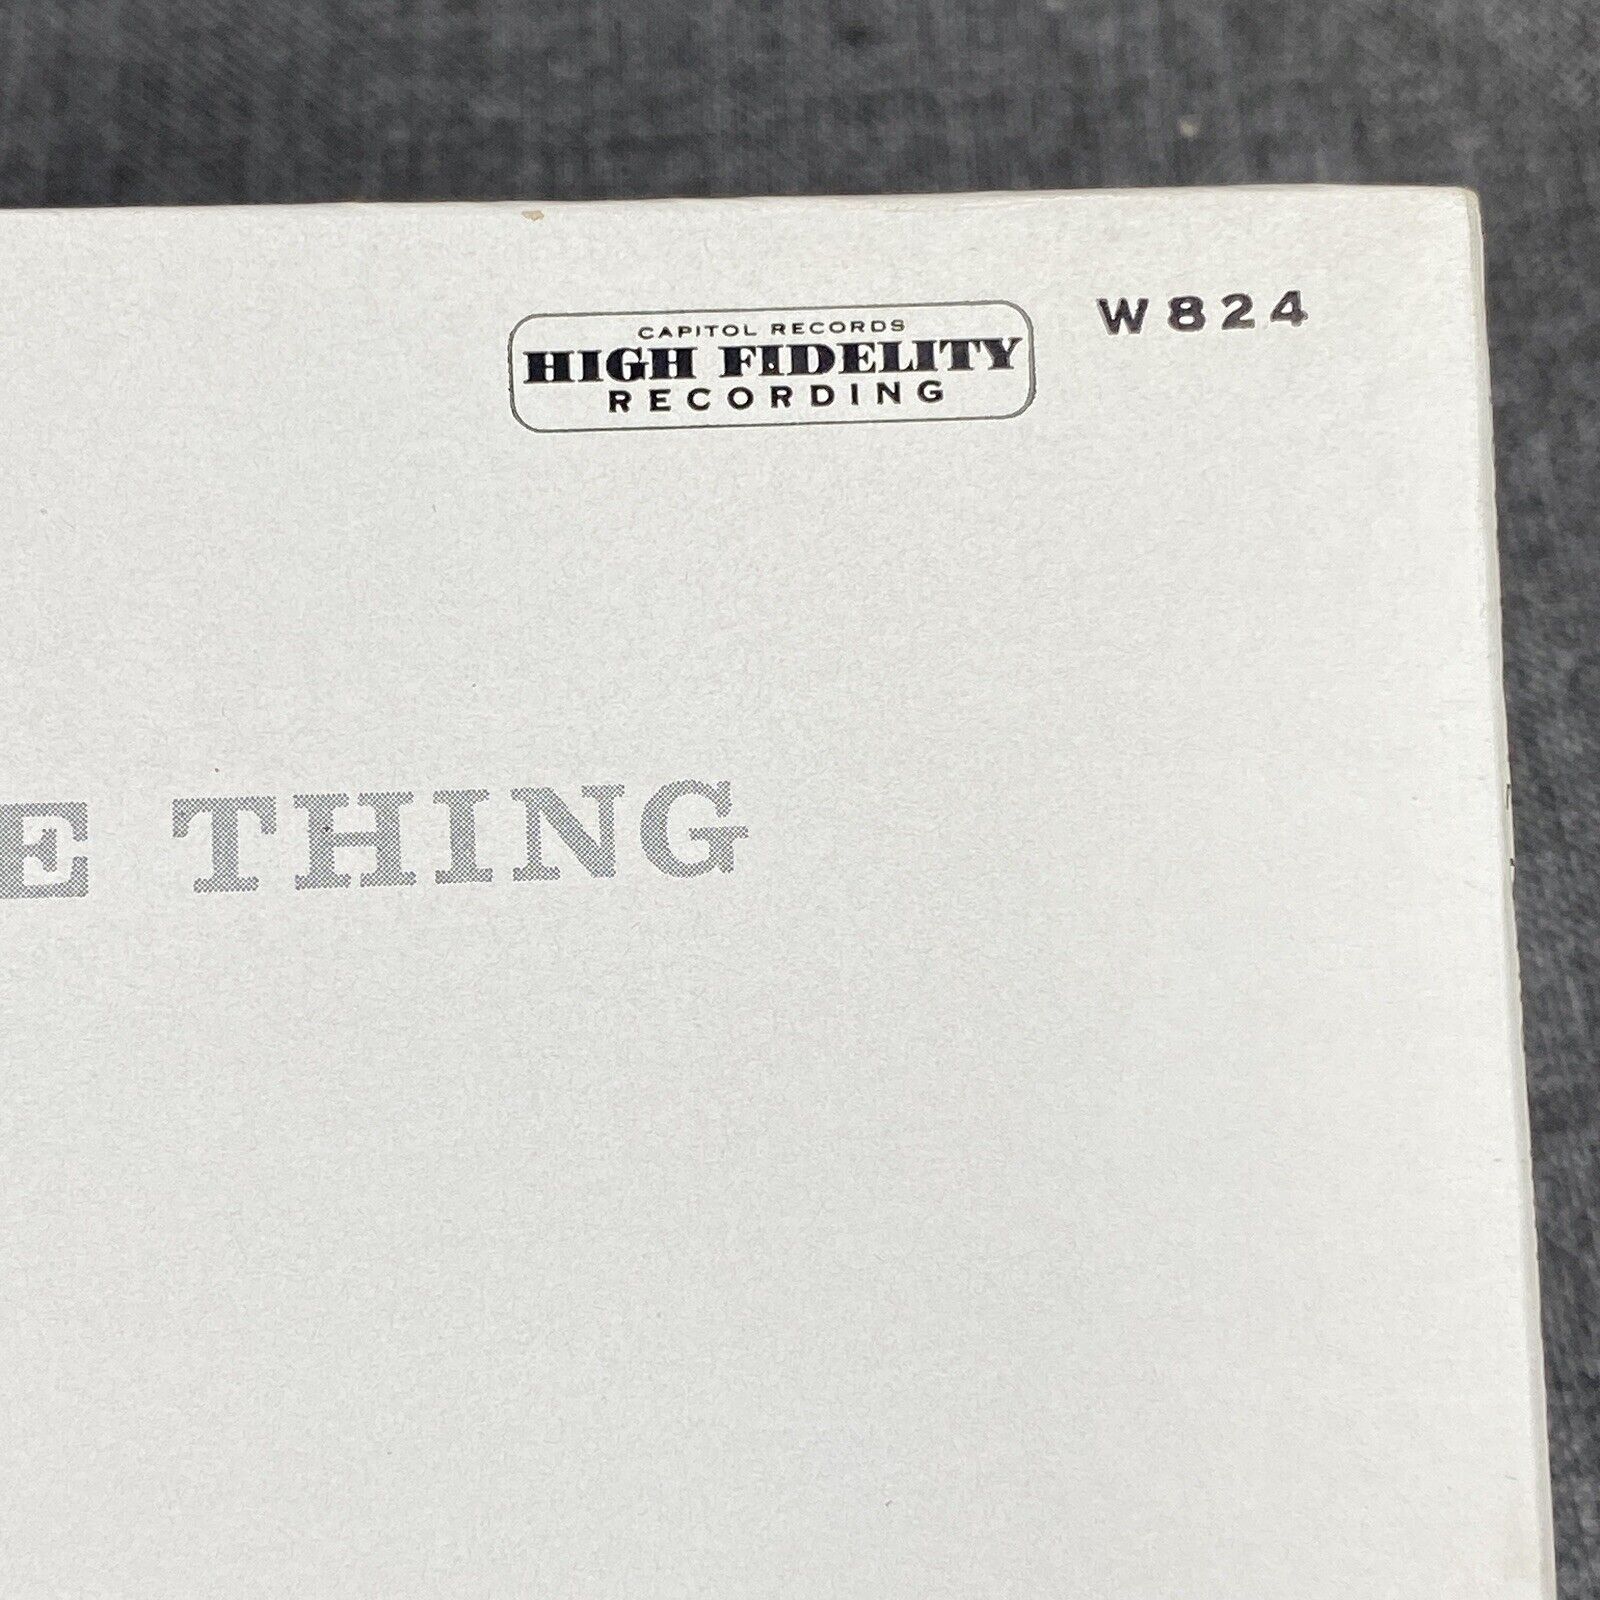 CAPITOL RECORDS
HIGH FIDELITY
RECORDING
W824
E THING